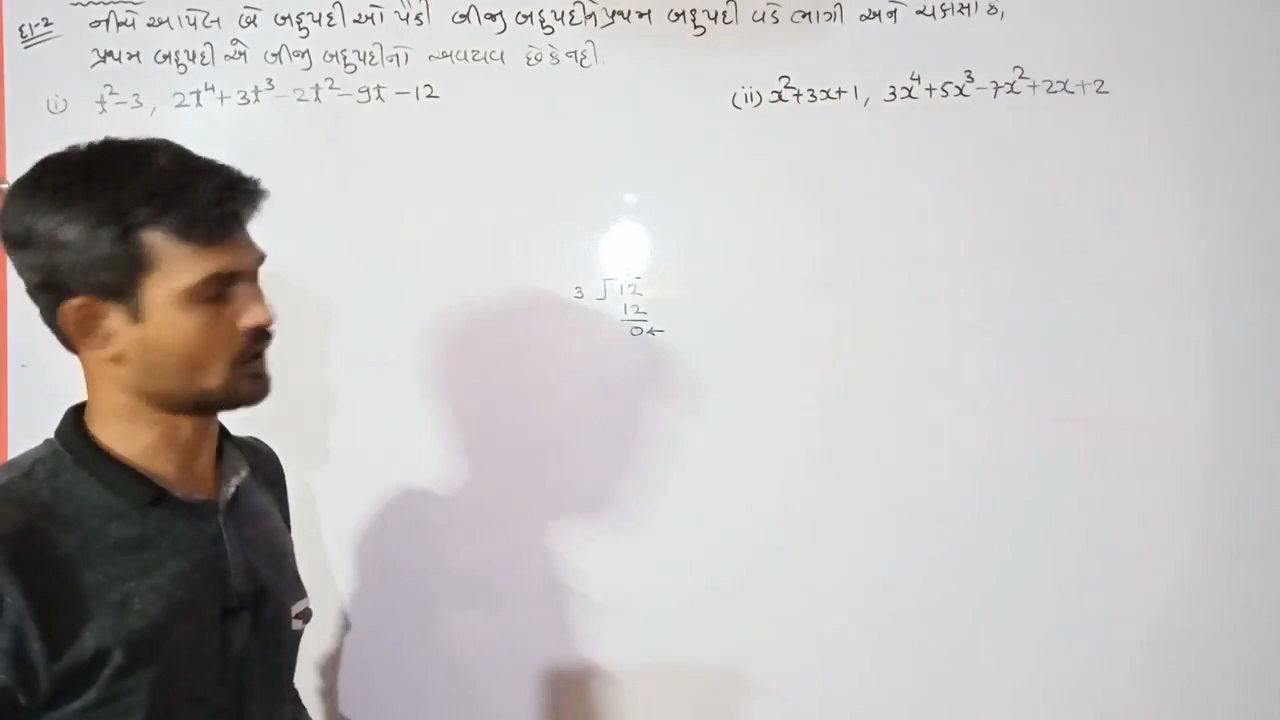 દા-2 નીચે આપેલ બે બહુપદીઓ પૈકી બીજી બહુપદીને પ્રથમ બહુપદી વડે ભાગી અને ચકાસો કે,
પ્રથમ બહુપદી એ બીજી બહુપદીનો અવયવ છે કે નહી.
(i) t²-3, 2t⁴+3t³-2t²-9t-12
(ii) x²+3x+1, 3x⁴+5x³-7x²+2x+2
3 ⟌12
12
0←